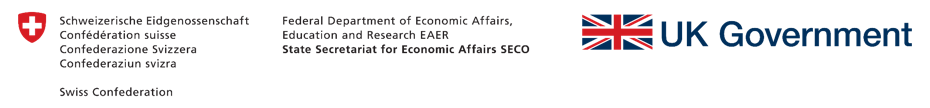 Schweizerische Eidgenossenschaft
Confédération suisse
Confederazione Svizzera
Confederaziun svizra
Swiss Confederation
Federal Department of Economic Affairs,
Education and Research EAER
State Secretariat for Economic Affairs SECO
UK Government